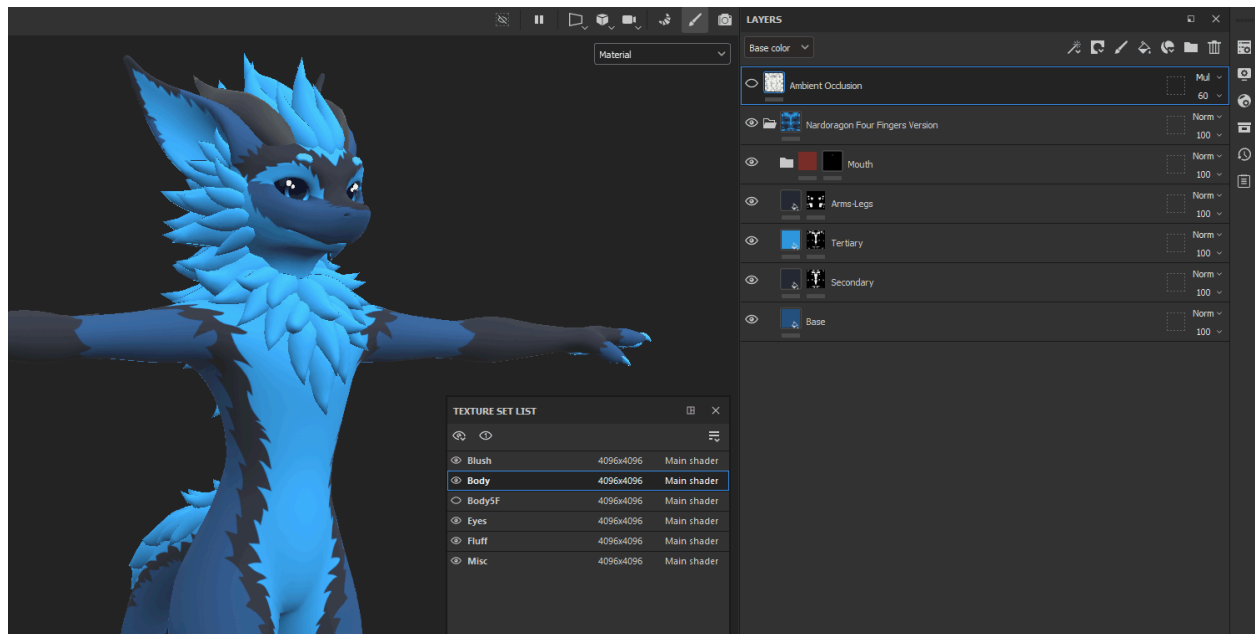 LAYERS
Material
Base color
Ambient Occlusion
Mul
60
Nardoragon Four Fingers Version
Norm
100
Mouth
Norm
100
Arms-Legs
Norm
100
Tertiary
Norm
100
Secondary
Norm
100
Base
Norm
100
TEXTURE SET LIST
Blush 4096x4096 Main shader
Body 4096x4096 Main shader
Body5F 4096x4096 Main shader
Eyes 4096x4096 Main shader
Fluff 4096x4096 Main shader
Misc 4096x4096 Main shader